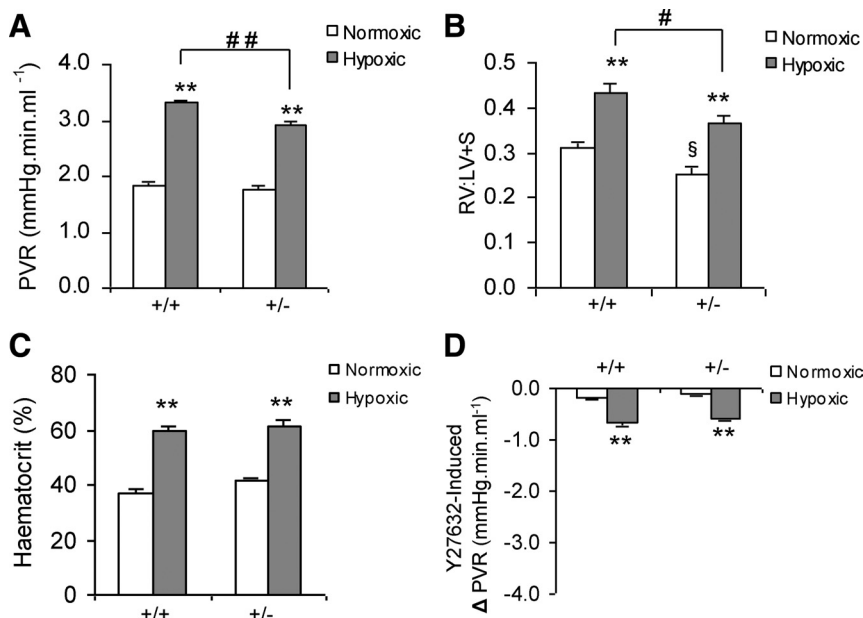 A
# #
Normoxic
Hypoxic
PVR (mmHg.min.ml -1)
4.0
3.0
2.0
1.0
0.0
**
**
+/+
+/-
B
#
Normoxic
Hypoxic
RV:LV+S
0.5
0.4
0.3
0.2
0.1
0.0
**
§
**
+/+
+/-
C
Normoxic
Hypoxic
Haematocrit (%)
80
60
40
20
0
**
**
+/+
+/-
D
+/+
+/-
Normoxic
Hypoxic
Y27632-Induced
Δ PVR (mmHg.min.ml-1)
0.0
-1.0
-2.0
-3.0
-4.0
**
**